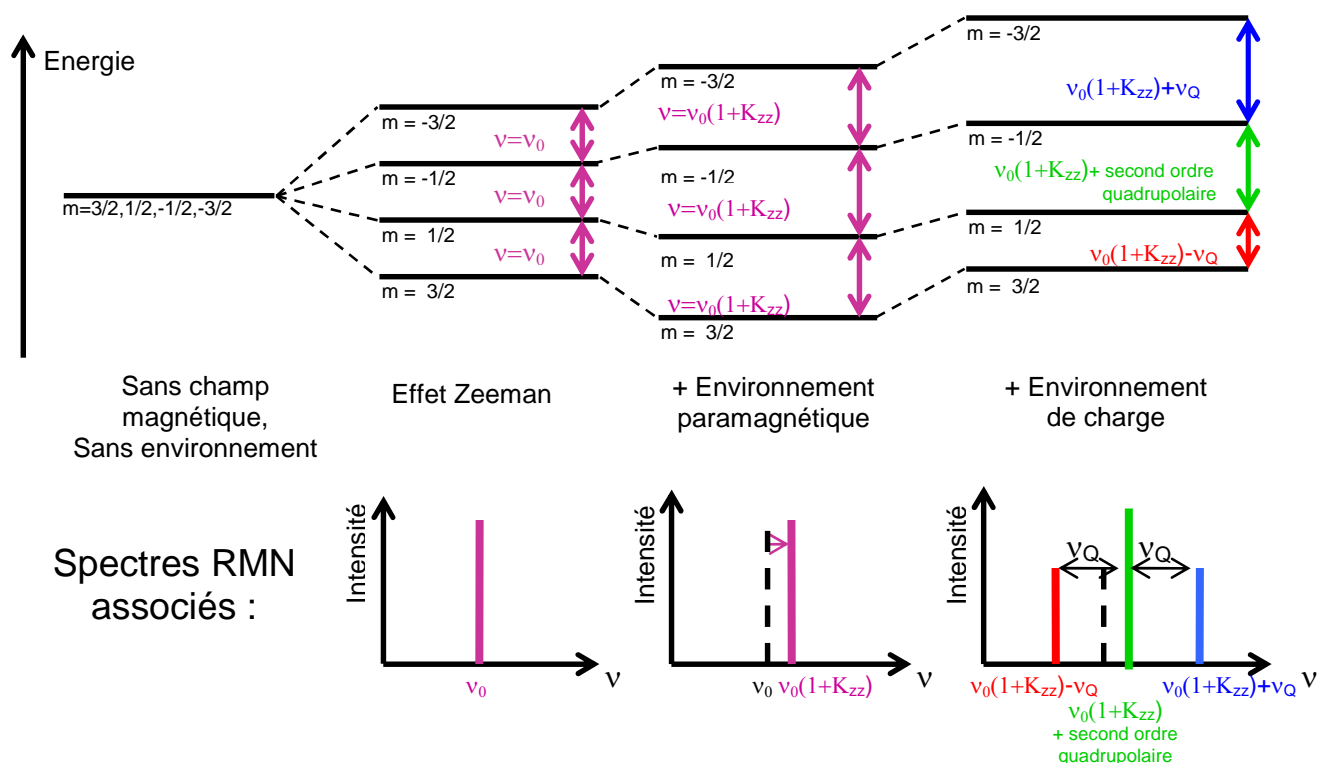 Energie
m=3/2,1/2,-1/2,-3/2
m = -3/2
ν=ν₀
m = -1/2
ν=ν₀
m = 1/2
ν=ν₀
m = 3/2
m = -3/2
ν=ν₀(1+Kzz)
m = -1/2
ν=ν₀(1+Kzz)
m = 1/2
ν=ν₀(1+Kzz)
m = 3/2
m = -3/2
ν₀(1+Kzz)+νQ
m = -1/2
ν₀(1+Kzz)+ second ordre
quadrupolaire
m = 1/2
ν₀(1+Kzz)-νQ
m = 3/2
Sans champ
magnétique,
Sans environnement
Effet Zeeman
+ Environnement
paramagnétique
+ Environnement
de charge
Spectres RMN
associés :
Intensité
ν₀
ν
Intensité
ν₀
ν₀(1+Kzz)
ν
Intensité
νQ
νQ
ν₀(1+Kzz)-νQ
ν₀(1+Kzz)+νQ
ν
ν₀(1+Kzz)
+ second ordre
quadrupolaire